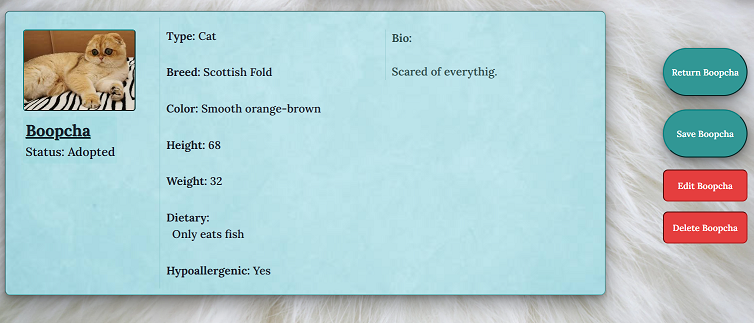 Boopcha
Status: Adopted
Type: Cat
Breed: Scottish Fold
Color: Smooth orange-brown
Height: 68
Weight: 32
Dietary:
Only eats fish
Hypoallergenic: Yes
Bio:
Scared of everythig.
Return Boopcha
Save Boopcha
Edit Boopcha
Delete Boopcha